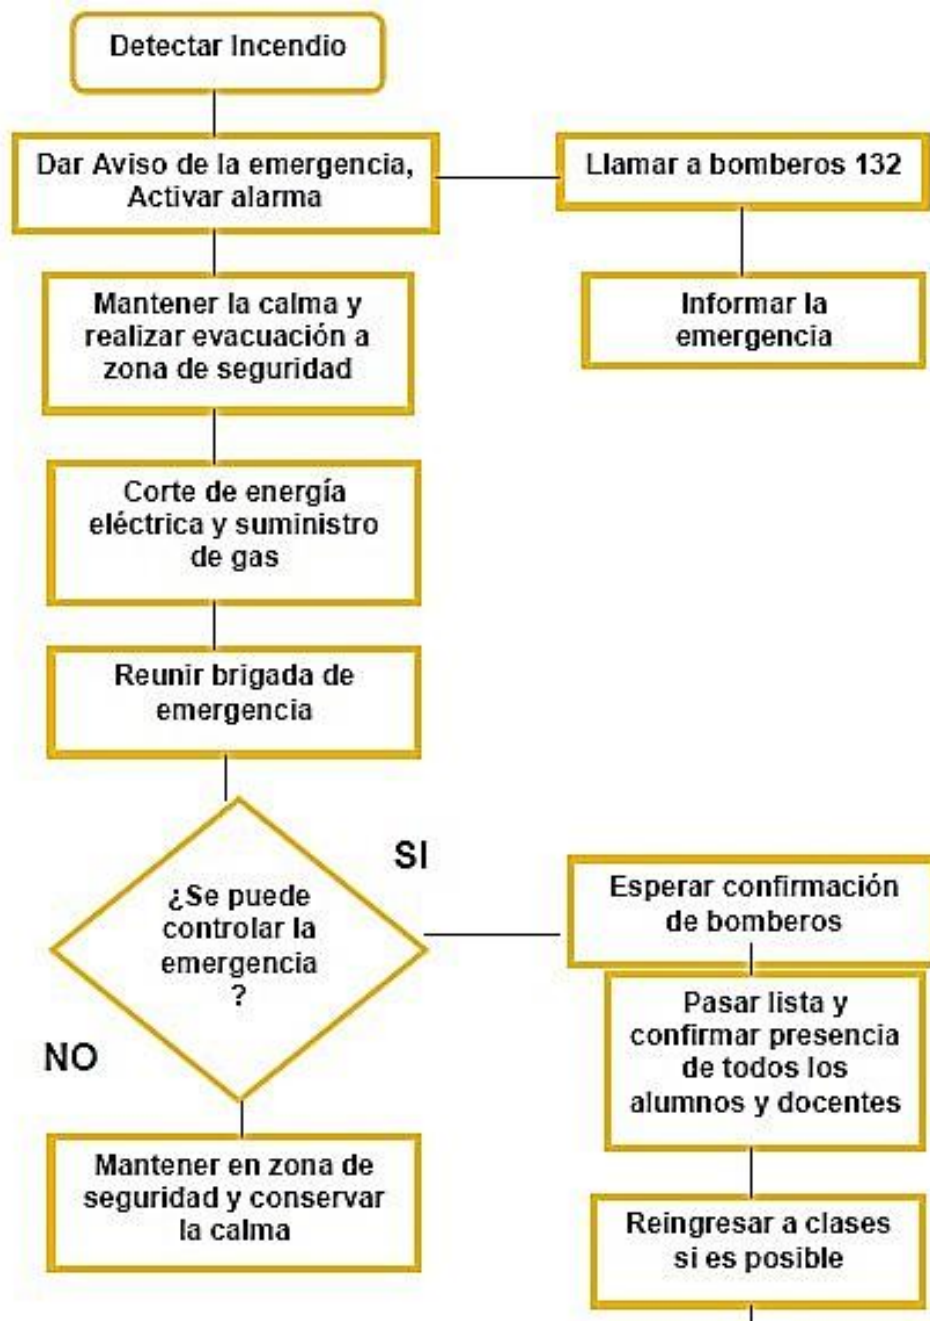 Detectar Incendio
Dar Aviso de la emergencia,
Activar alarma
Llamar a bomberos 132
Mantener la calma y
realizar evacuación a
zona de seguridad
Informar la
emergencia
Corte de energía
eléctrica y suministro
de gas
Reunir brigada de
emergencia
¿Se puede
controlar la
emergencia
?
SI
Esperar confirmación
de bomberos
Pasar lista y
confirmar presencia
de todos los
alumnos y docentes
NO
Mantener en zona de
seguridad y conservar
la calma
Reingresar a clases
si es posible